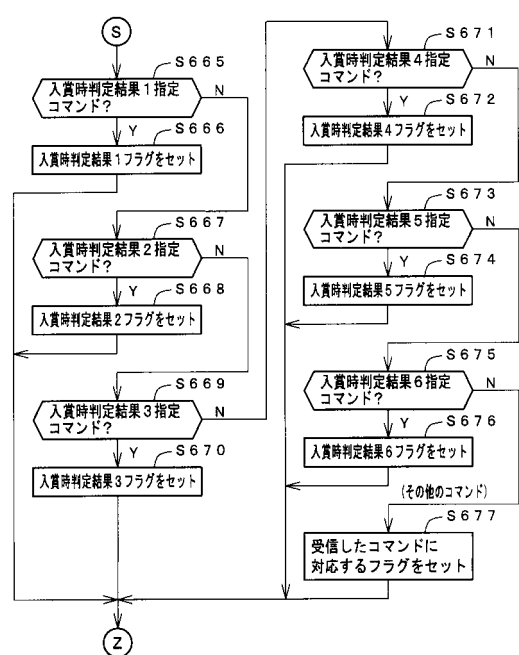 S
S665
入賞時判定結果1指定
コマンド?
N
Y
S666
入賞時判定結果1フラグをセット
S667
入賞時判定結果2指定
コマンド?
N
Y
S668
入賞時判定結果2フラグをセット
S669
入賞時判定結果3指定
コマンド?
N
Y
S670
入賞時判定結果3フラグをセット
S671
入賞時判定結果4指定
コマンド?
N
Y
S672
入賞時判定結果4フラグをセット
S673
入賞時判定結果5指定
コマンド?
N
Y
S674
入賞時判定結果5フラグをセット
S675
入賞時判定結果6指定
コマンド?
N
Y
S676
入賞時判定結果6フラグをセット
(その他のコマンド)
S677
受信したコマンドに
対応するフラグをセット
Z